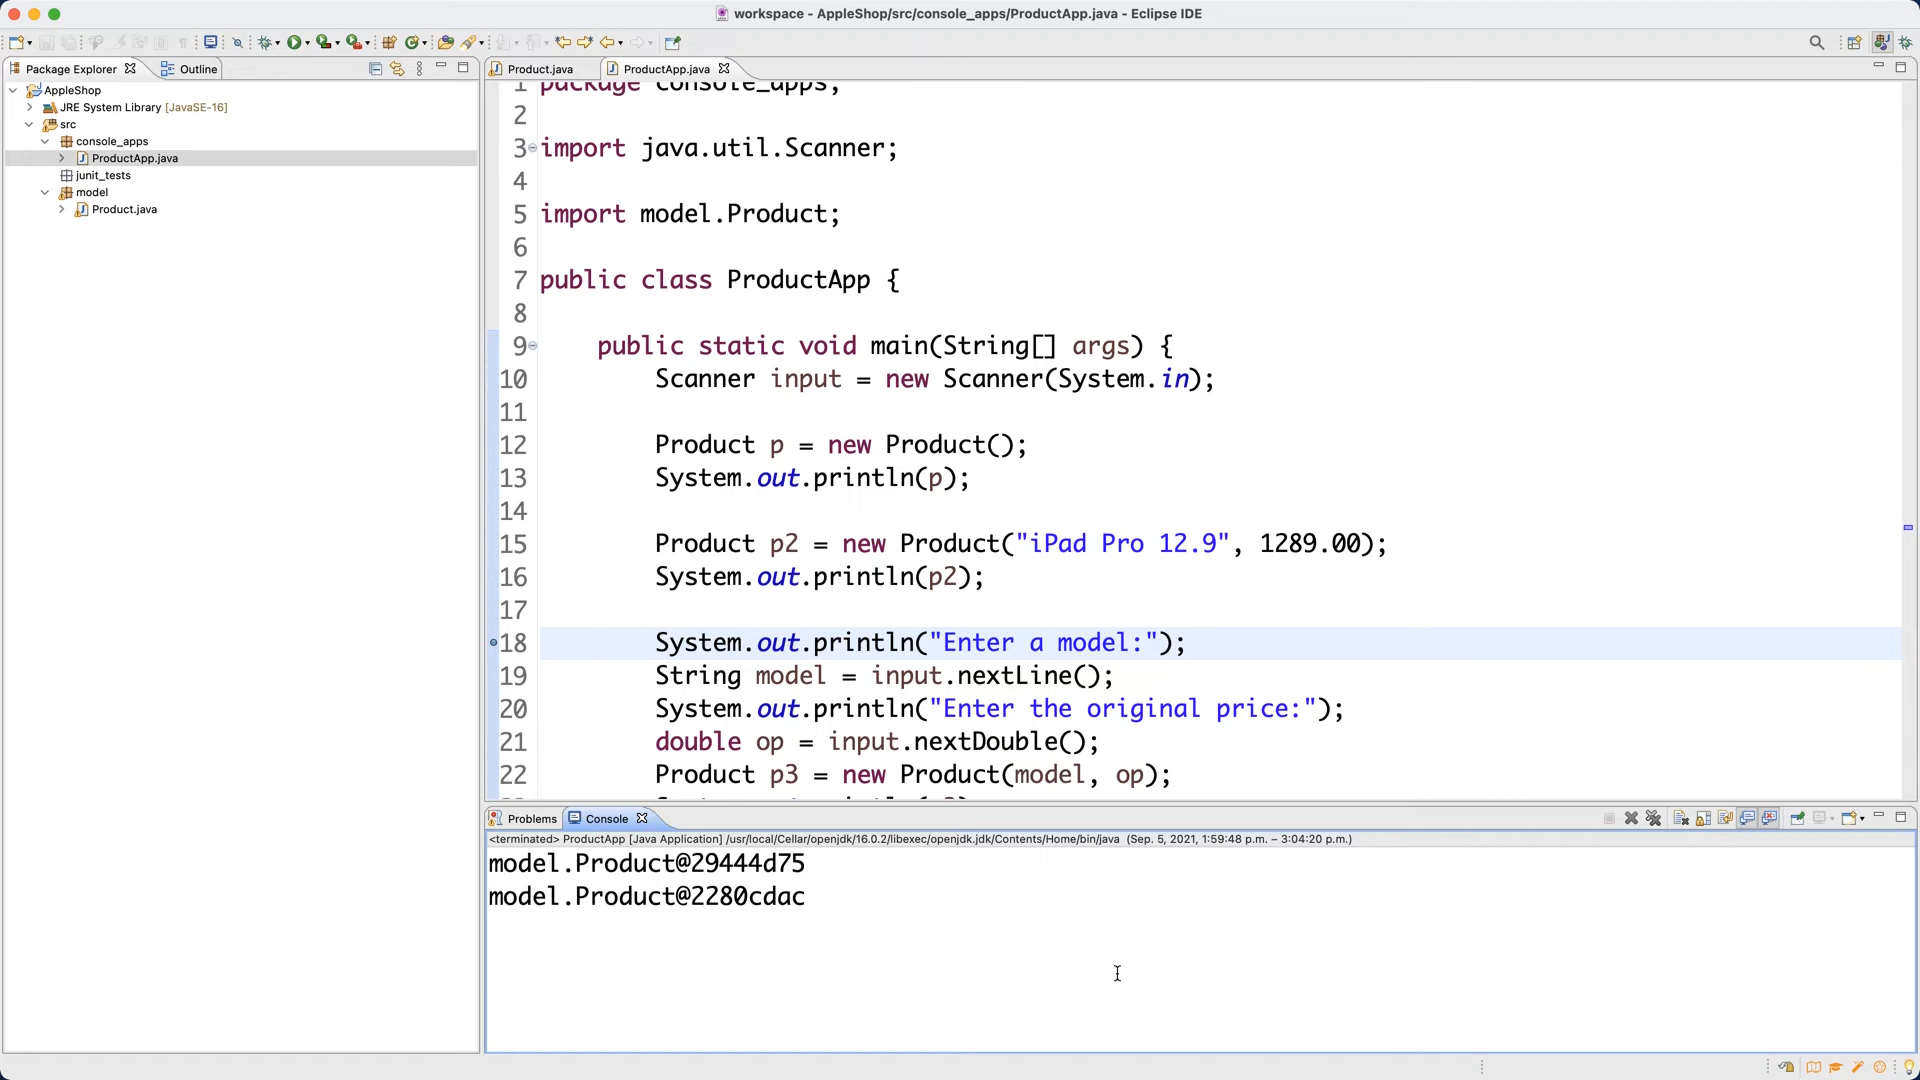 workspace - AppleShop/src/console_apps/ProductApp.java - Eclipse IDE
Package Explorer
Outline
AppleShop
JRE System Library [JavaSE-16]
src
console_apps
ProductApp.java
junit_tests
model
Product.java
Product.java
ProductApp.java
1 package console_apps;
2
3 import java.util.Scanner;
4
5 import model.Product;
6
7 public class ProductApp {
8
9 public static void main(String[] args) {
10 Scanner input = new Scanner(System.in);
11
12 Product p = new Product();
13 System.out.println(p);
14
15 Product p2 = new Product("iPad Pro 12.9", 1289.00);
16 System.out.println(p2);
17
18 System.out.println("Enter a model:");
19 String model = input.nextLine();
20 System.out.println("Enter the original price:");
21 double op = input.nextDouble();
22 Product p3 = new Product(model, op);
Problems
Console
<terminated> ProductApp [Java Application] /usr/local/Cellar/openjdk/16.0.2/libexec/openjdk.jdk/Contents/Home/bin/java (Sep. 5, 2021, 1:59:48 p.m. – 3:04:20 p.m.)
model.Product@29444d75
model.Product@2280cdac